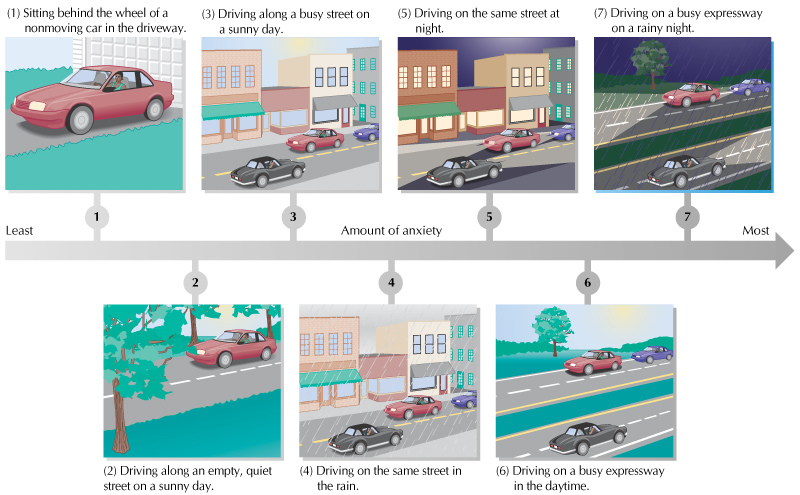 (1) Sitting behind the wheel of a
nonmoving car in the driveway.
(3) Driving along a busy street on
a sunny day.
(5) Driving on the same street at
night.
(7) Driving on a busy expressway
on a rainy night.
1
3
5
7
Least
Amount of anxiety
Most
2
4
6
(2) Driving along an empty, quiet
street on a sunny day.
(4) Driving on the same street in
the rain.
(6) Driving on a busy expressway
in the daytime.